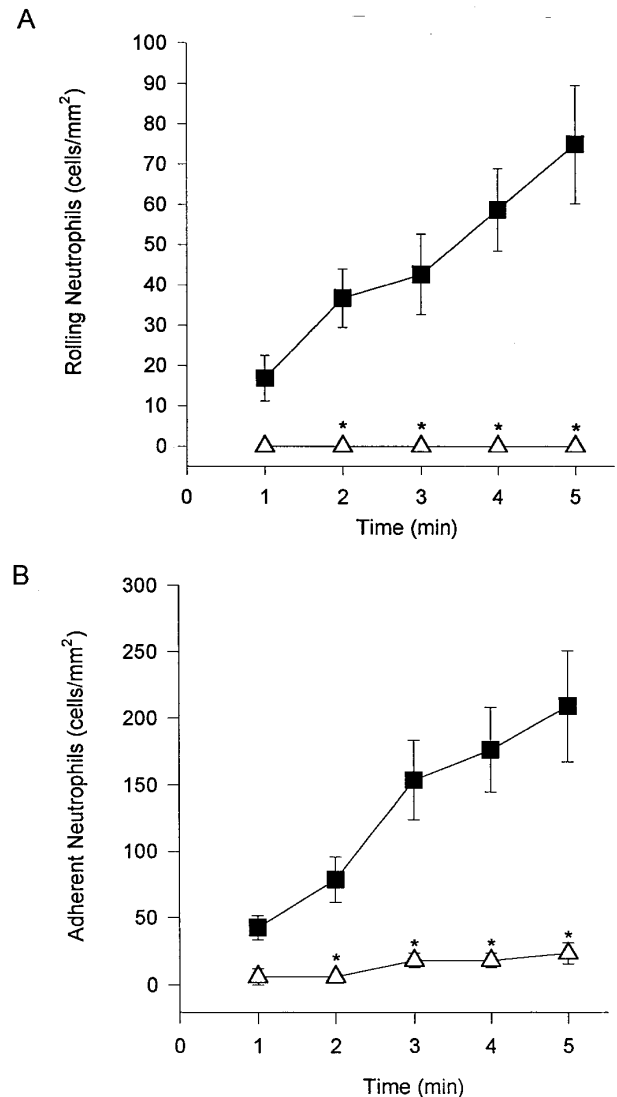 A
100
90
80
70
60
50
40
30
20
10
0
Rolling Neutrophils (cells/mm²)
* * * *
0 1 2 3 4 5
Time (min)
B
300
250
200
150
100
50
0
Adherent Neutrophils (cells/mm²)
* * * *
0 1 2 3 4 5
Time (min)